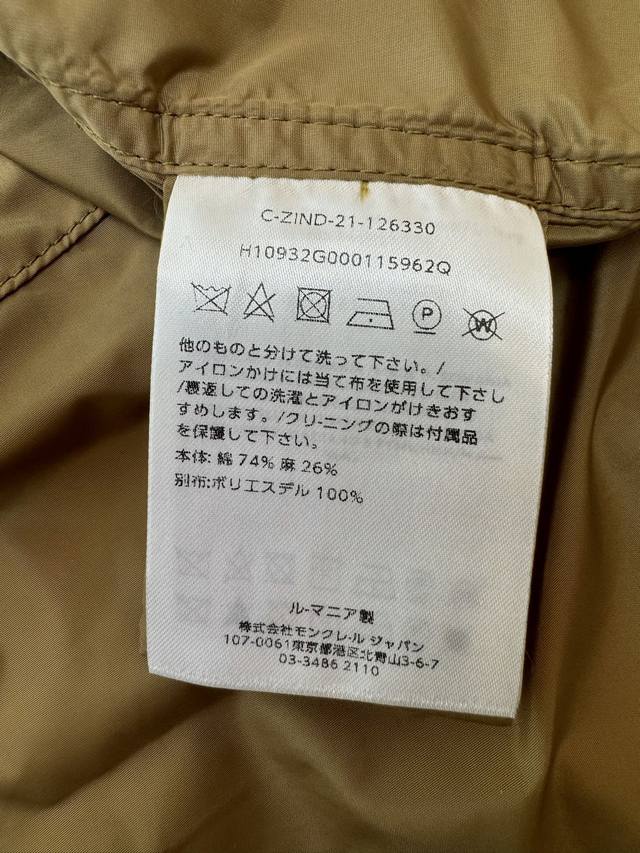 C-ZIND-21-126330
H10932G000115962Q
P
W
他のものと分けて洗って下さい。/
アイロンかけには当て布を使用して下さし
/裏返しての洗濯とアイロンがけきおす
すめします。/クリ-ニングの際は付属品
を保護して下さい。
本体: 綿 74% 麻 26%
別布:ポリエステル 100%
ル-マニア製
株式会社モンクレ-ル ジャパン
107-0061東京都港区北青山3-6-7
03-3486 2110